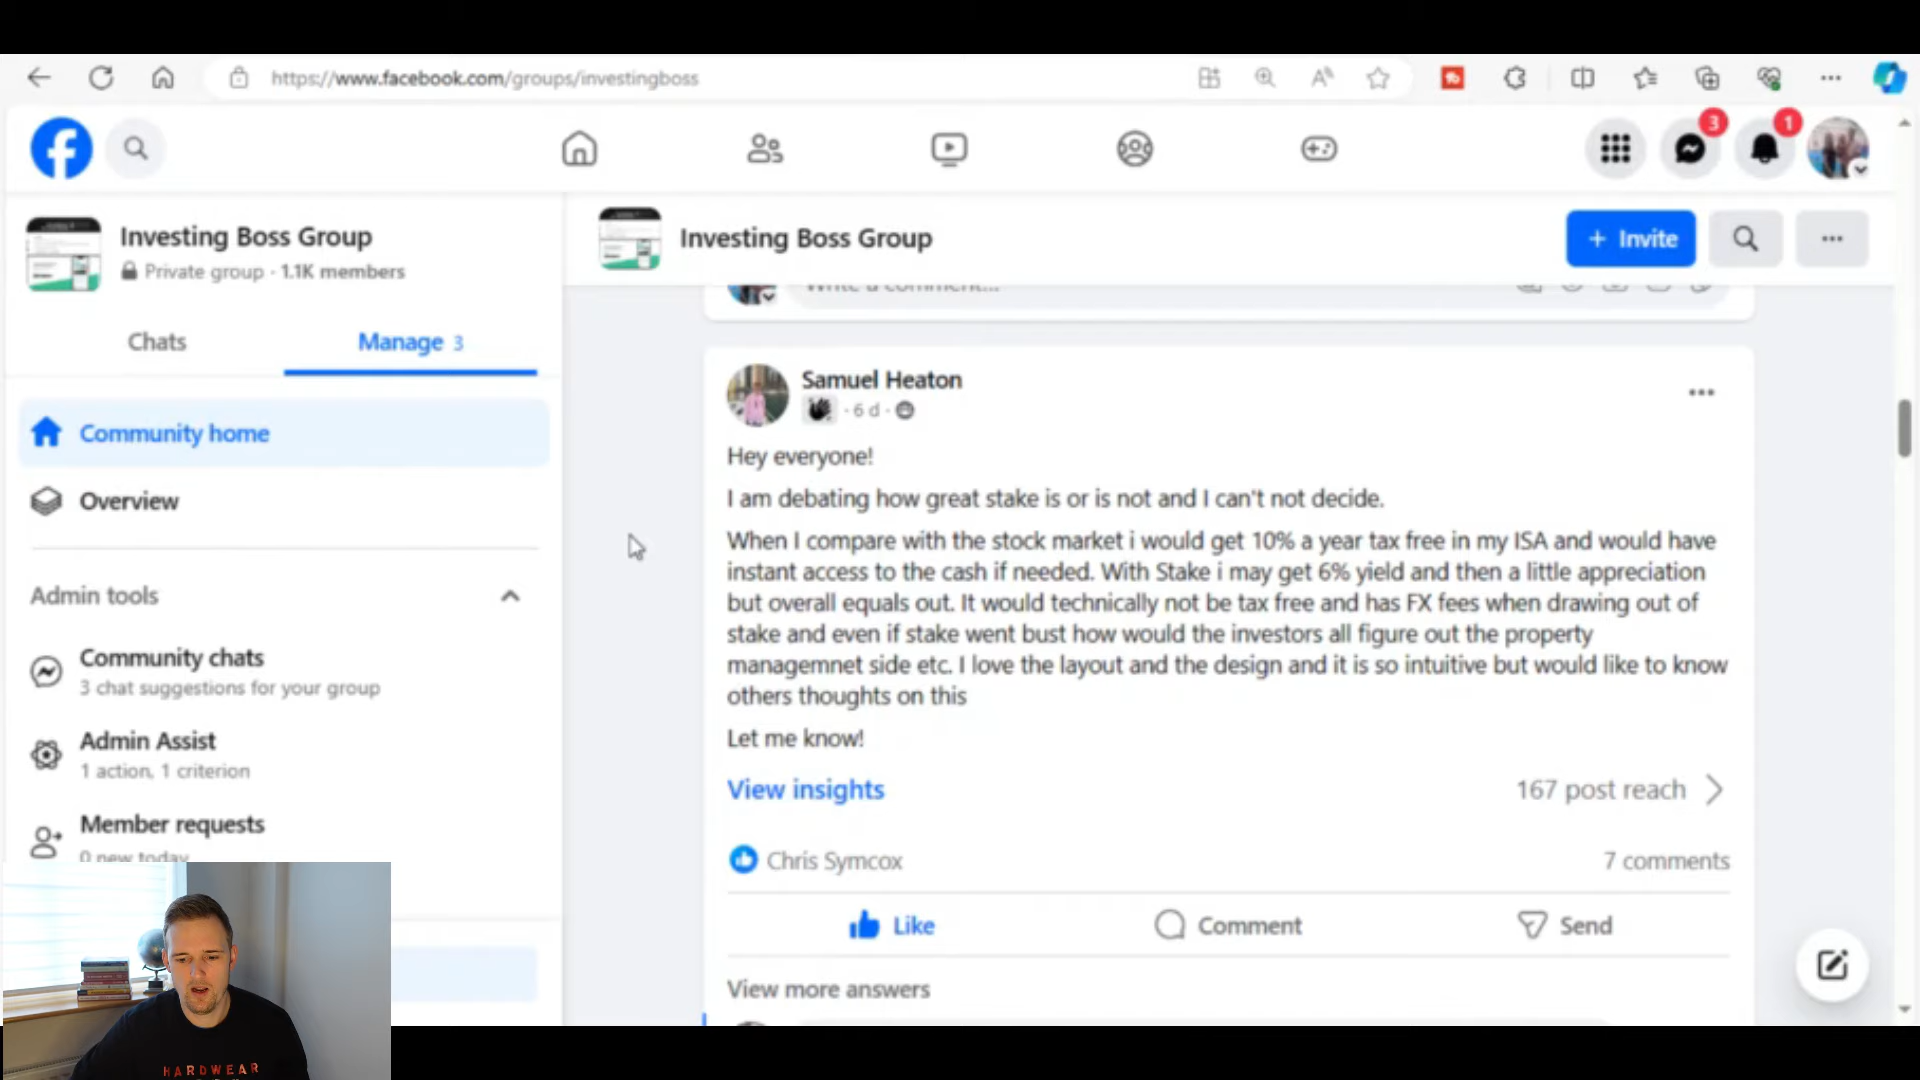 https://www.facebook.com/groups/investingboss
3
1
Investing Boss Group
Private group · 1.1K members
Investing Boss Group
+ Invite
Chats
Manage 3
Write a comment...
Community home
Overview
Admin tools
Community chats
3 chat suggestions for your group
Admin Assist
1 action, 1 criterion
Member requests
0 new today
Samuel Heaton
· 6 d ·
Hey everyone!
I am debating how great stake is or is not and I can't not decide.
When I compare with the stock market i would get 10% a year tax free in my ISA and would have
instant access to the cash if needed. With Stake i may get 6% yield and then a little appreciation
but overall equals out. It would technically not be tax free and has FX fees when drawing out of
stake and even if stake went bust how would the investors all figure out the property
managemnet side etc. I love the layout and the design and it is so intuitive but would like to know
others thoughts on this
Let me know!
View insights
167 post reach
Chris Symcox
7 comments
Like
Comment
Send
View more answers
HARDWEAR